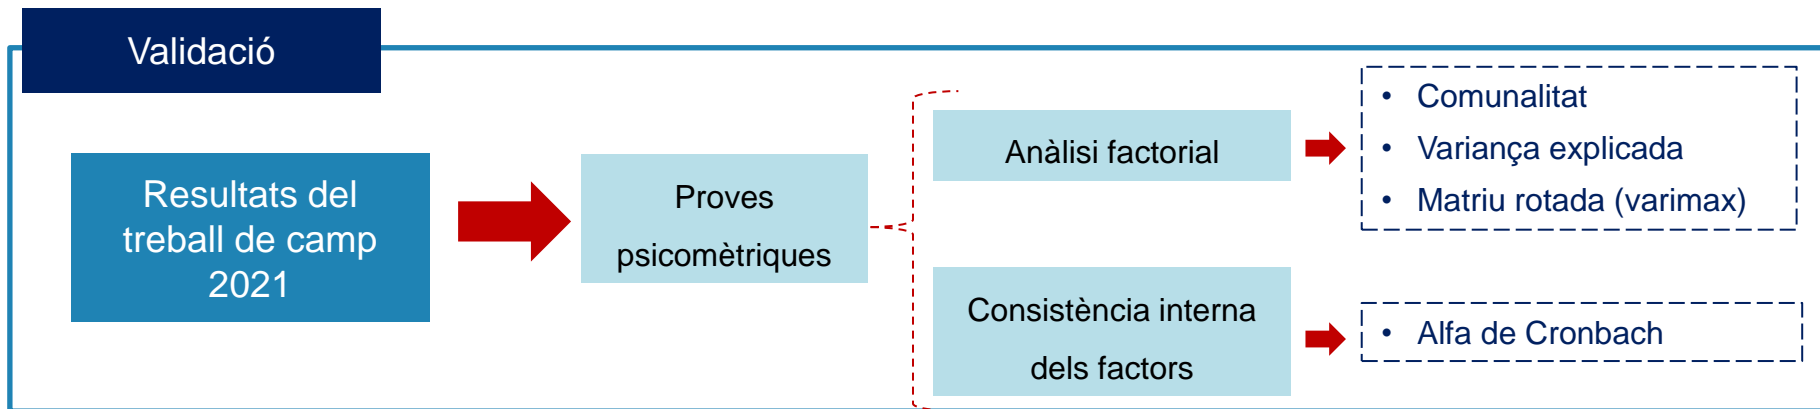 Validació
Resultats del
treball de camp
2021
Proves
psicomètriques
Anàlisi factorial
• Comunalitat
• Variança explicada
• Matriu rotada (varimax)
Consistència interna
dels factors
• Alfa de Cronbach